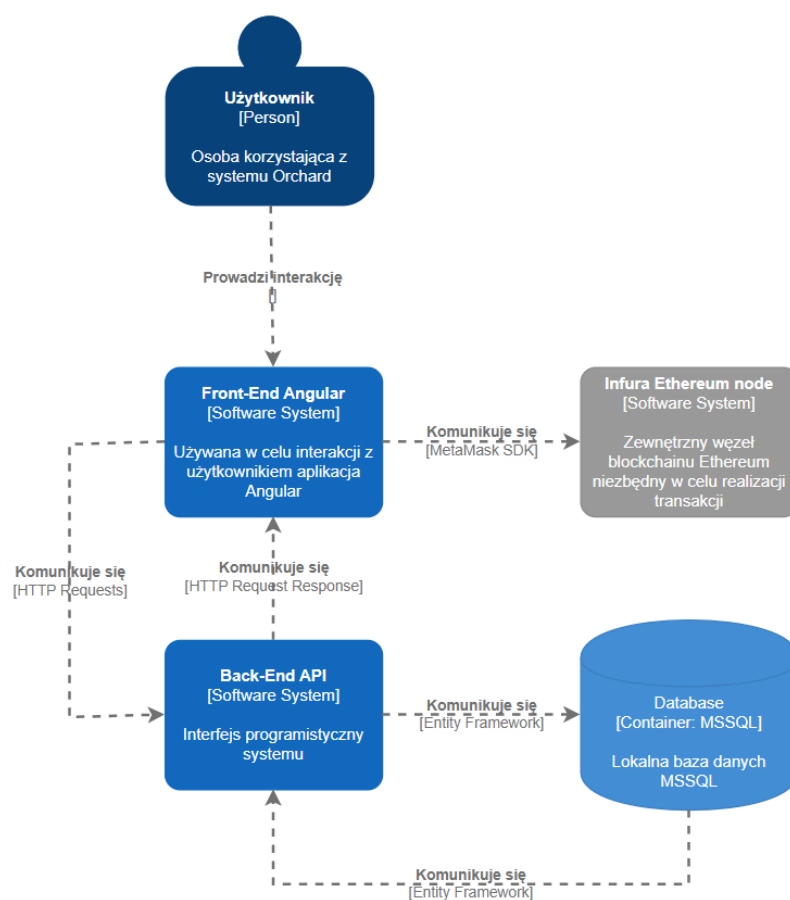 Użytkownik
[Person]
Osoba korzystająca z
systemu Orchard
Prowadzi interakcję
[]
Front-End Angular
[Software System]
Używana w celu interakcji z
użytkownikiem aplikacja
Angular
Komunikuje się
[MetaMask SDK]
Infura Ethereum node
[Software System]
Zewnętrzny węzeł
blockchainu Ethereum
niezbędny w celu realizacji
transakcji
Komunikuje się
[HTTP Requests]
Komunikuje się
[HTTP Request Response]
Back-End API
[Software System]
Interfejs programistyczny
systemu
Komunikuje się
[Entity Framework]
Database
[Container: MSSQL]
Lokalna baza danych
MSSQL
Komunikuje się
[Entity Framework]